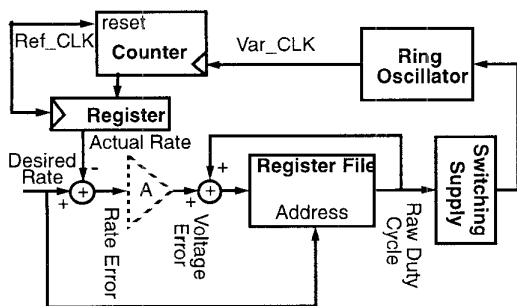 reset
Ref_CLK
Counter
Var_CLK
Ring
Oscillator
Register
Actual Rate
Desired
Rate
-
+
+
A
+
+
+
+
Register File
Address
Rate Error
Voltage
Error
Raw Duty
Cycle
Switching
Supply